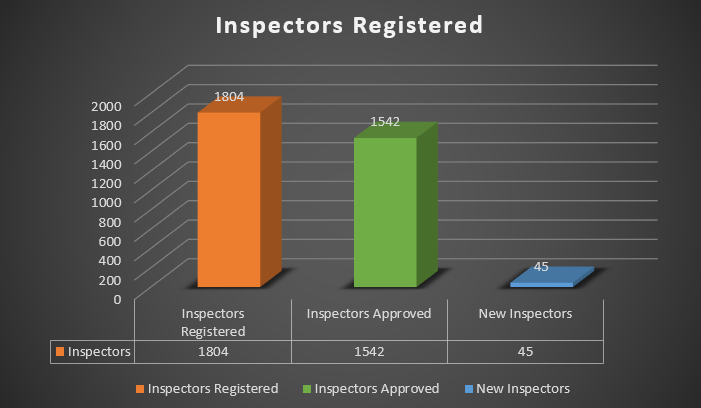 Inspectors Registered
1804
1542
45
2000
1800
1600
1400
1200
1000
800
600
400
200
0
Inspectors Registered
Inspectors Approved
New Inspectors
Inspectors 1804 1542 45
Inspectors Registered Inspectors Approved New Inspectors